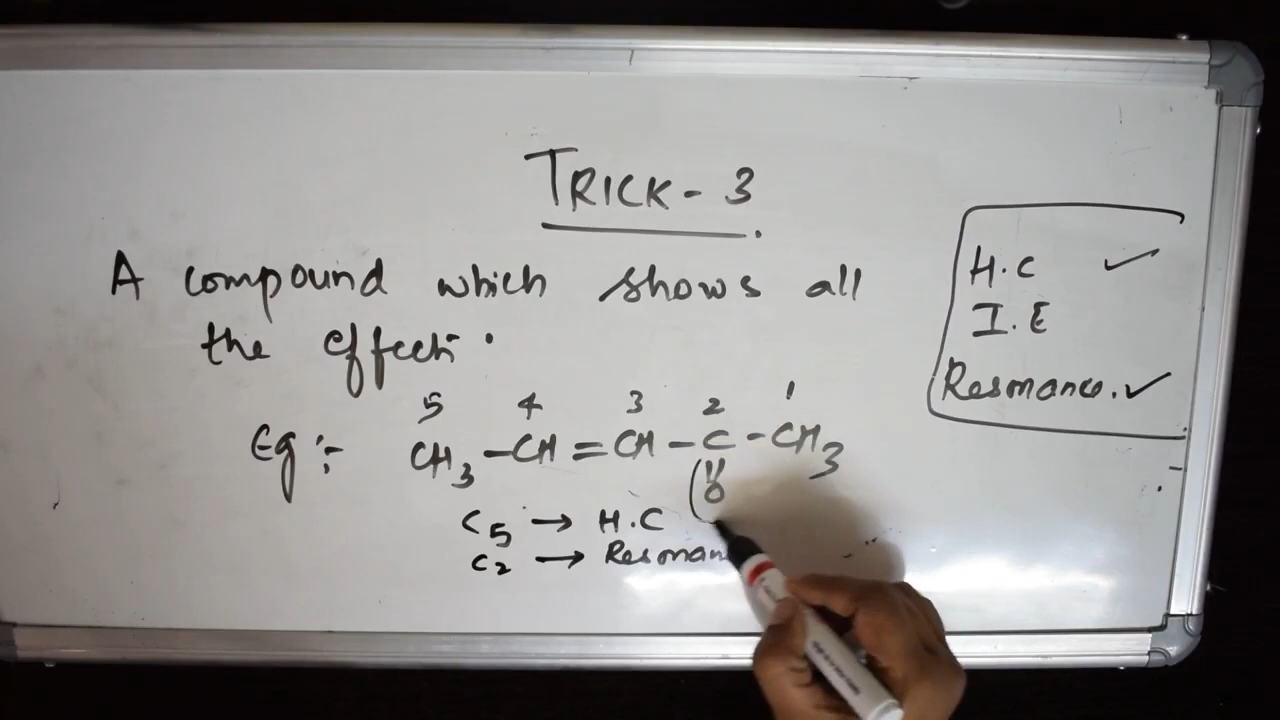 TRICK - 3
A compound which shows all
the effect.
H.C ✓
I.E
Resonance. ✓
5 4 3 2 1
Eg :- CH3 - CH = CH - C - CH3
O
C5 → H.C
C2 → Resonan